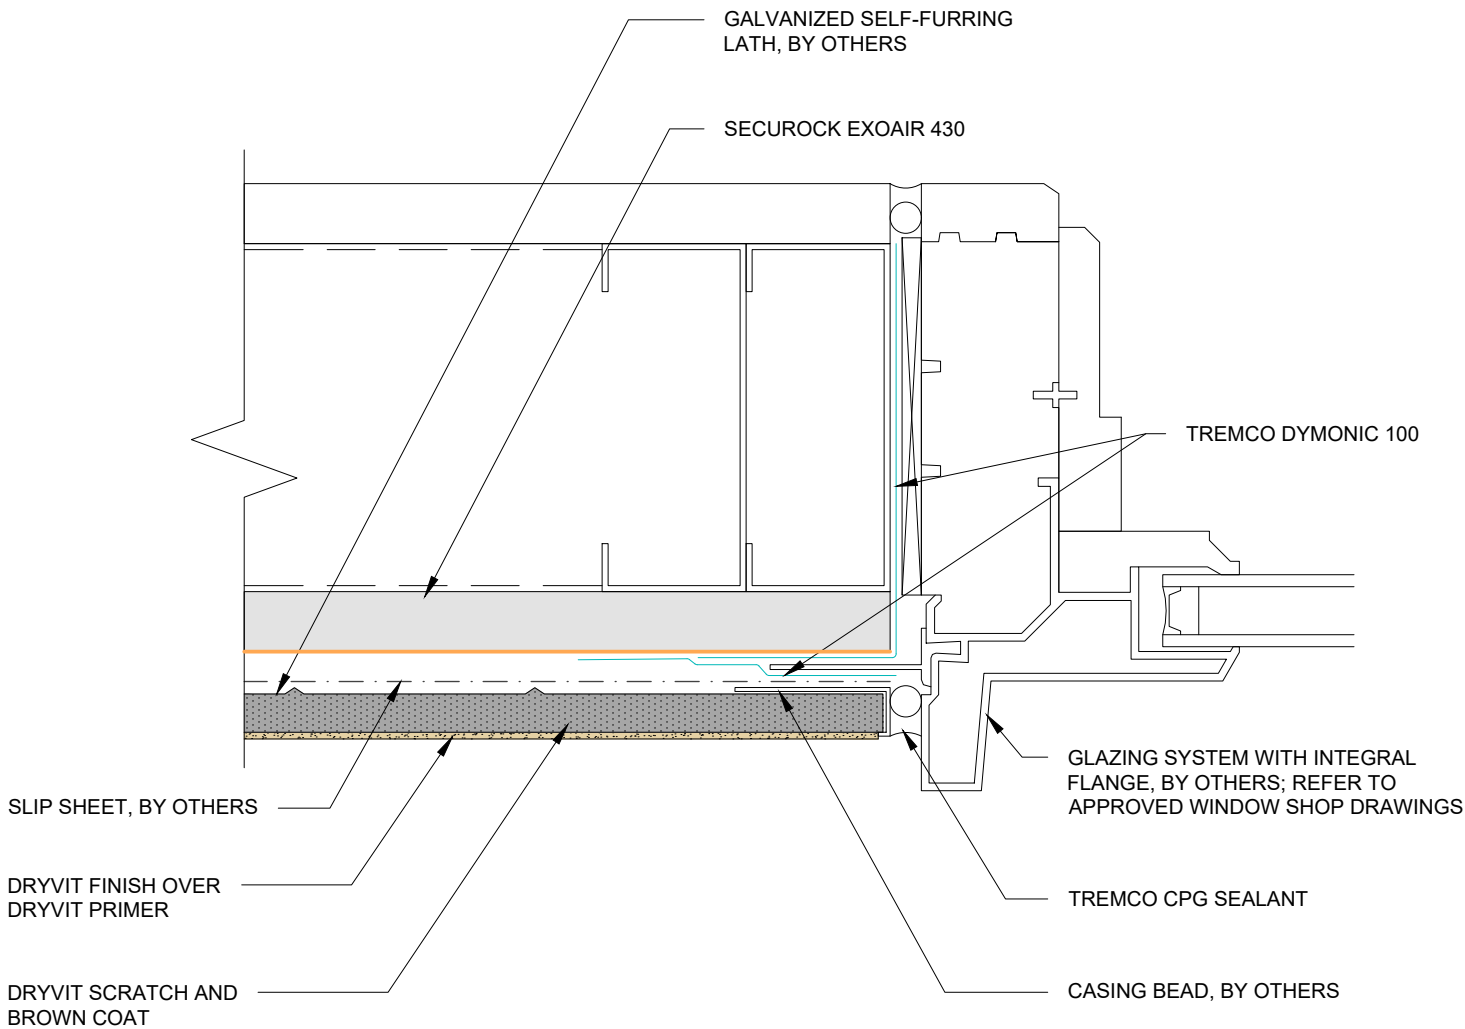 GALVANIZED SELF-FURRING
LATH, BY OTHERS
SECUROCK EXOAIR 430
TREMCO DYMONIC 100
GLAZING SYSTEM WITH INTEGRAL
FLANGE, BY OTHERS; REFER TO
APPROVED WINDOW SHOP DRAWINGS
SLIP SHEET, BY OTHERS
DRYVIT FINISH OVER
DRYVIT PRIMER
TREMCO CPG SEALANT
DRYVIT SCRATCH AND
BROWN COAT
CASING BEAD, BY OTHERS